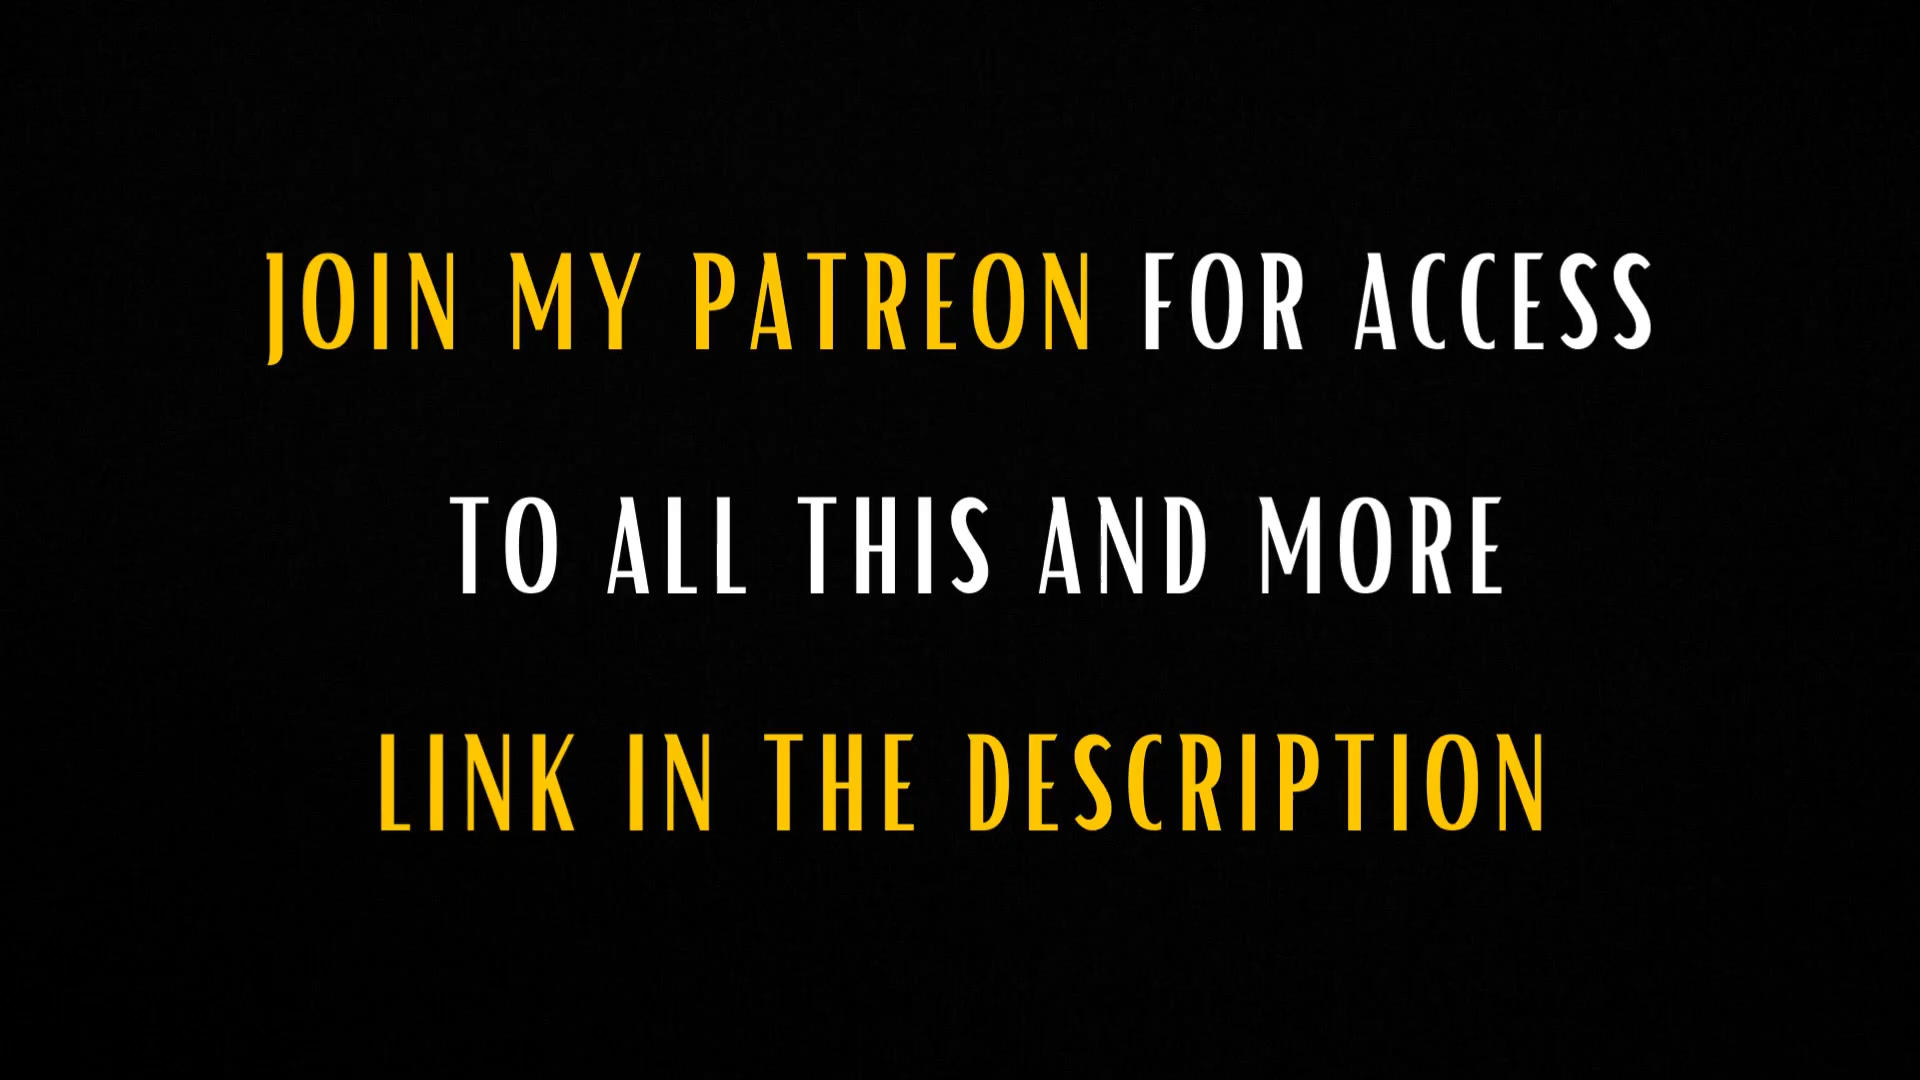 JOIN MY PATREON FOR ACCESS
TO ALL THIS AND MORE
LINK IN THE DESCRIPTION